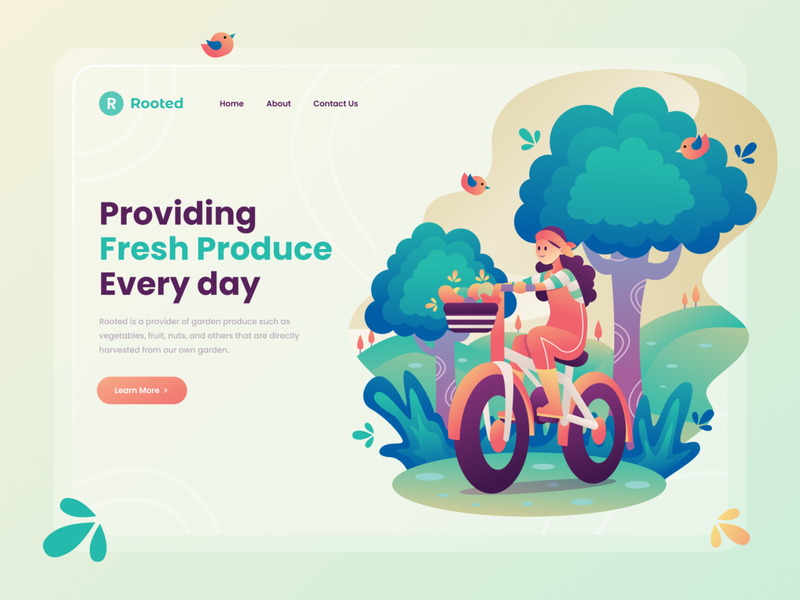 R Rooted Home About Contact Us
Providing
Fresh Produce
Every day
Rooted is a provider of garden produce such as
vegetables, fruit, nuts, and others that are directly
harvested from our own garden.
Learn More >